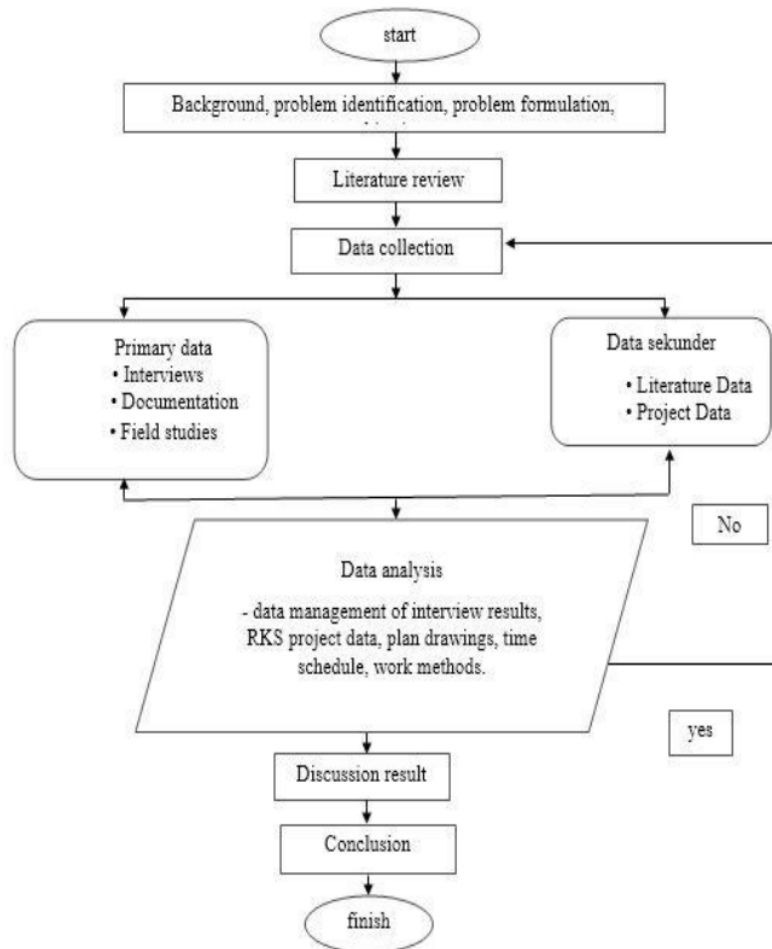 start
Background, problem identification, problem formulation,
Literature review
Data collection
Primary data
• Interviews
• Documentation
• Field studies
Data sekunder
• Literature Data
• Project Data
No
Data analysis
- data management of interview results,
RKS project data, plan drawings, time
schedule, work methods.
yes
Discussion result
Conclusion
finish